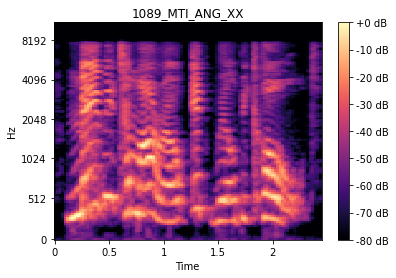 1089_MTI_ANG_XX
+0 dB
8192
-10 dB
4096
-20 dB
-30 dB
2048
-40 dB
Hz
1024
-50 dB
512
-60 dB
-70 dB
0
-80 dB
0 0.5 1 1.5 2
Time